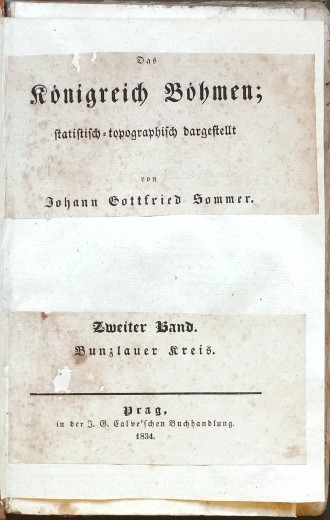 Das
Königreich Böhmen;
statistisch-topographisch dargestellt
von
Johann Gottfried Sommer.
Zweiter Band.
Bunzlauer Kreis.
Prag,
in der J. G. Calve'schen Buchhandlung.
1834.